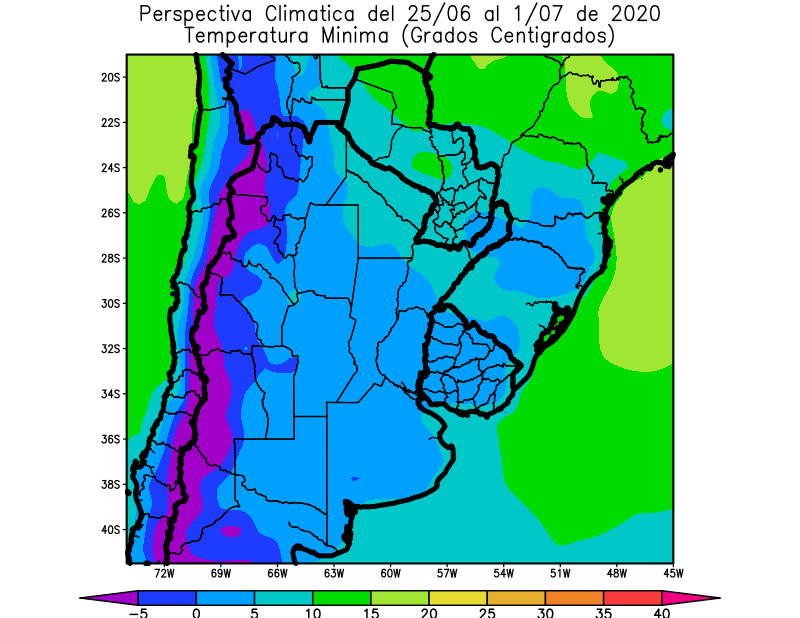 Perspectiva Climatica del 25/06 al 1/07 de 2020
Temperatura Minima (Grados Centigrados)
20S
22S
24S
26S
28S
30S
32S
34S
36S
38S
40S
72W 69W 66W 63W 60W 57W 54W 51W 48W 45W
-5 0 5 10 15 20 25 30 35 40